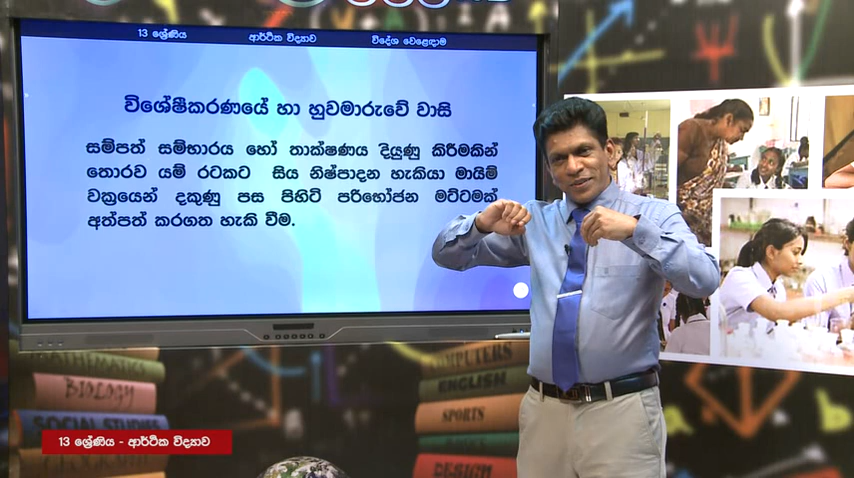 13 ශ්‍රේණිය
ආර්ථික විද්‍යාව
විදේශ වෙළෙඳාම
විශේෂීකරණයේ හා හුවමාරුවේ වාසි
සම්පත් සම්භාරය හෝ තාක්ෂණය දියුණු කිරීමකින්
තොරව යම් රටකට සිය නිෂ්පාදන හැකියා මායිම්
වක්‍රයෙන් දකුණු පස පිහිටි පරිභෝජන මට්ටමක්
අත්පත් කරගත හැකි වීම.
MATHEMATICS
BIOLOGY
SOCIAL STUDIES
COMPUTERS
ENGLISH
SPORTS
DESIGN
13 ශ්‍රේණිය - ආර්ථික විද්‍යාව